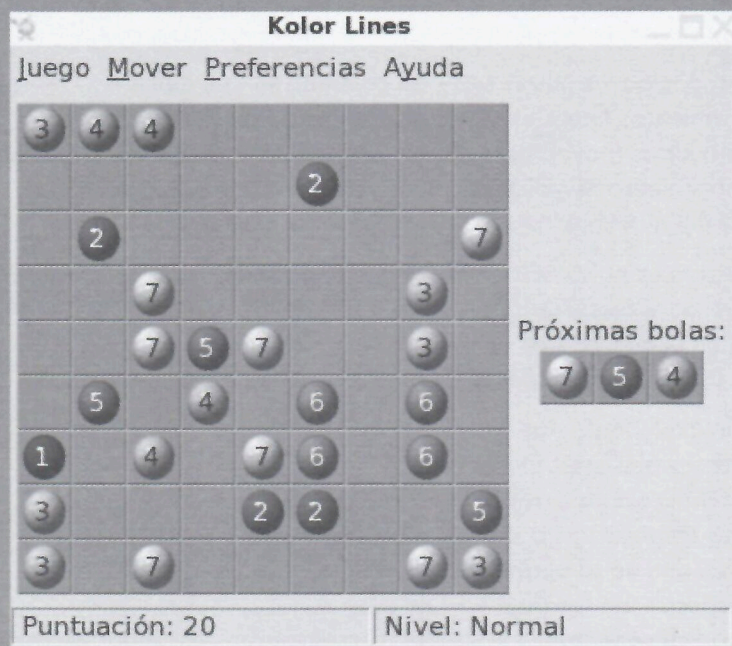 Kolor Lines
Juego Mover Preferencias Ayuda
3 4 4
2
2 7
7 3
7 5 7 3
Próximas bolas:
7 5 4
5 4 6 6
1 4 7 6 6
3 2 2 5
3 7 7 3
Puntuación: 20 Nivel: Normal